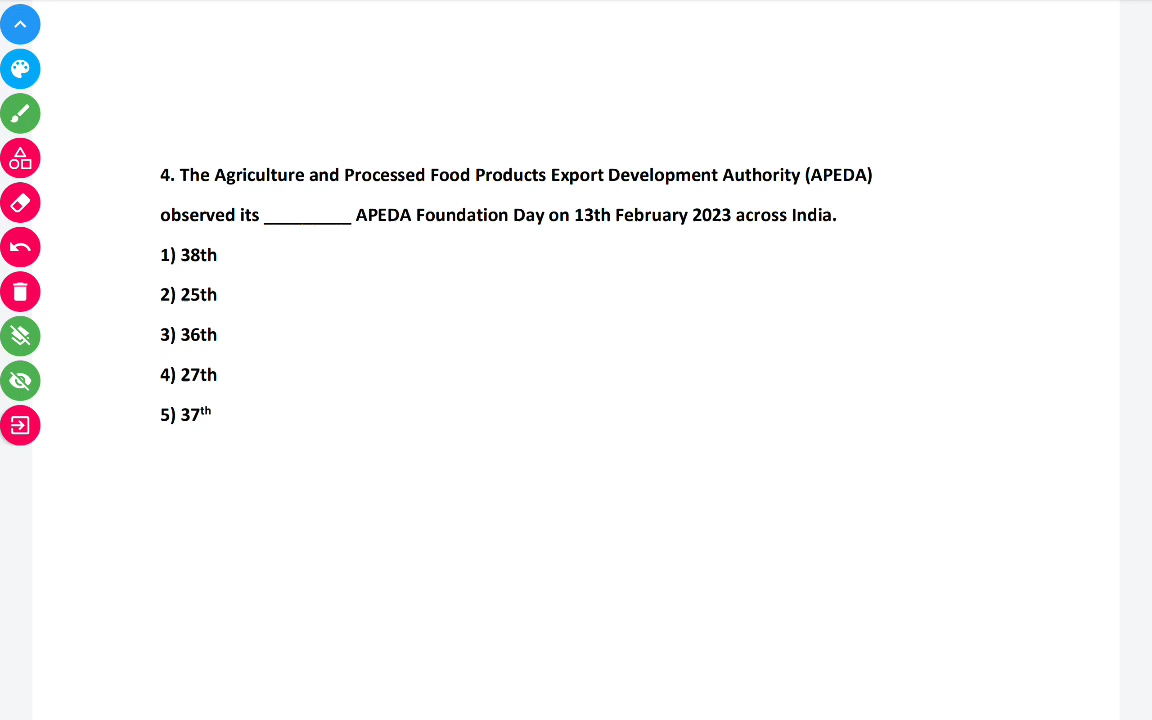 4. The Agriculture and Processed Food Products Export Development Authority (APEDA)
observed its _________ APEDA Foundation Day on 13th February 2023 across India.
1) 38th
2) 25th
3) 36th
4) 27th
5) 37th